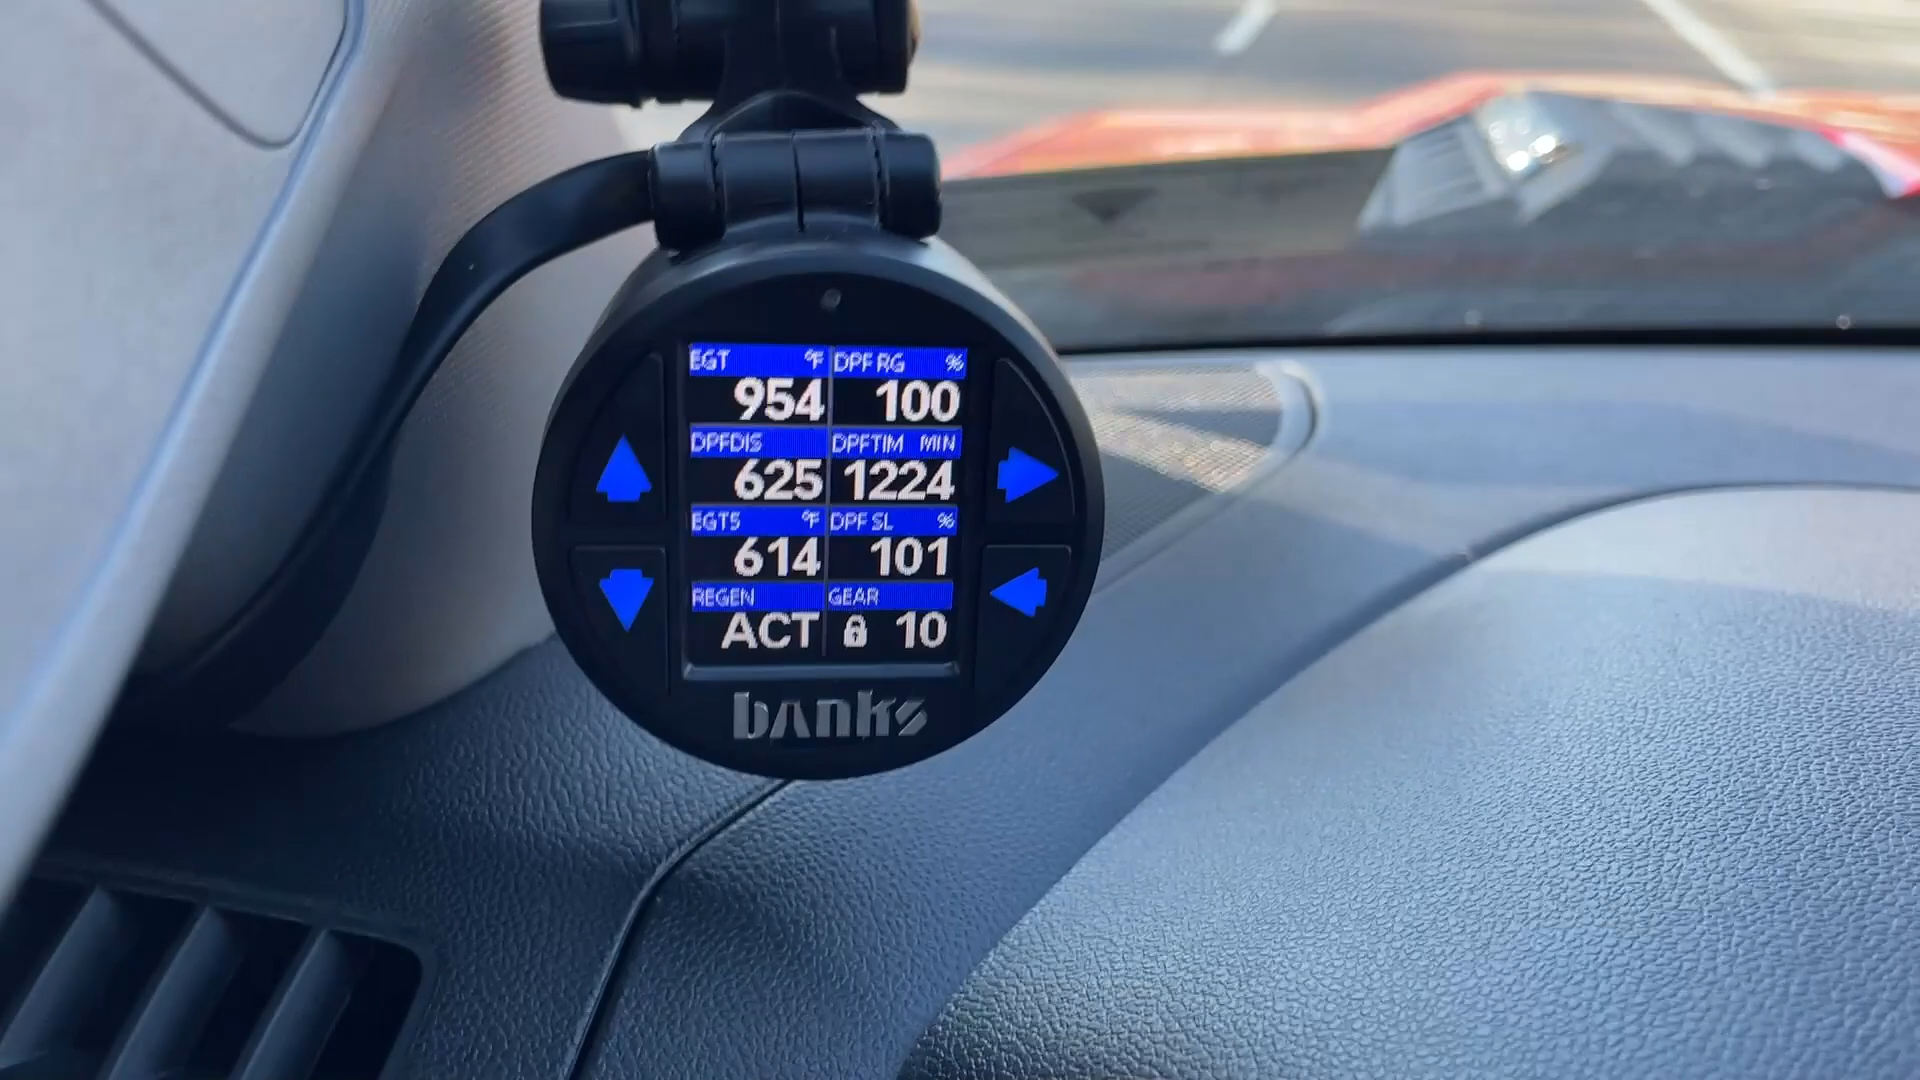 EGT °F DPF RG %
954 100
DPFDIS DPFTIM MIN
625 1224
EGT5 °F DPF SL %
614 101
REGEN GEAR
ACT 10
banks